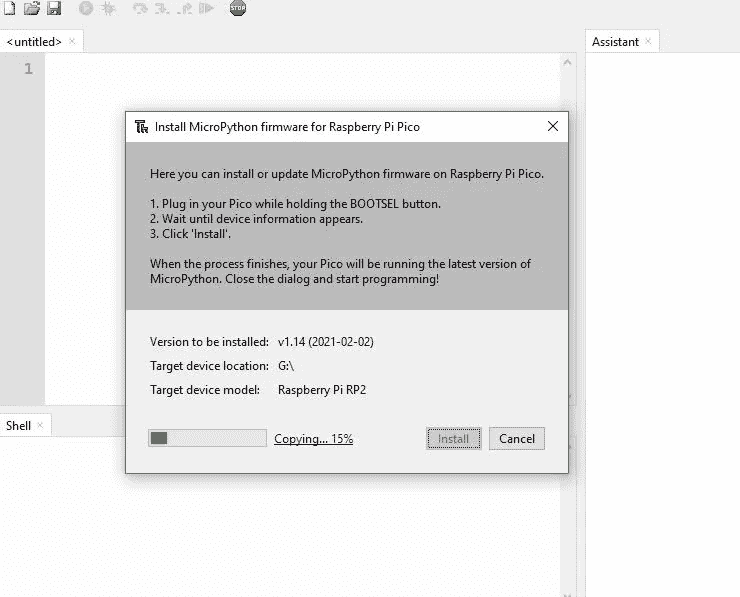 STOP
<untitled> ×
Assistant ×
1
Install MicroPython firmware for Raspberry Pi Pico
Here you can install or update MicroPython firmware on Raspberry Pi Pico.
1. Plug in your Pico while holding the BOOTSEL button.
2. Wait until device information appears.
3. Click 'Install'.
When the process finishes, your Pico will be running the latest version of
MicroPython. Close the dialog and start programming!
Version to be installed: v1.14 (2021-02-02)
Target device location: G:\
Target device model: Raspberry Pi RP2
Shell ×
Copying... 15%
Install
Cancel